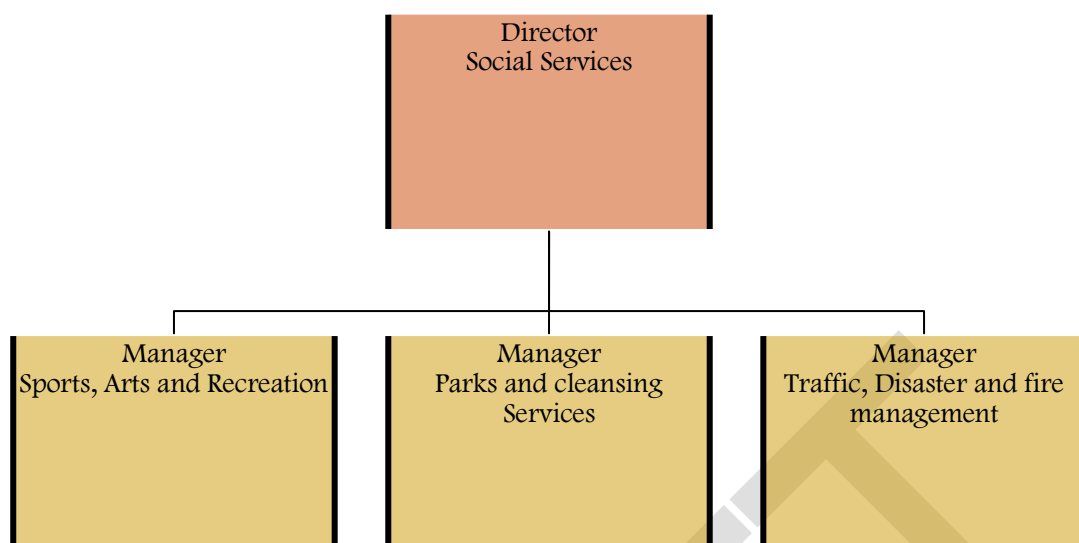 Director
Social Services
Manager
Sports, Arts and Recreation
Manager
Parks and cleansing
Services
Manager
Traffic, Disaster and fire
management